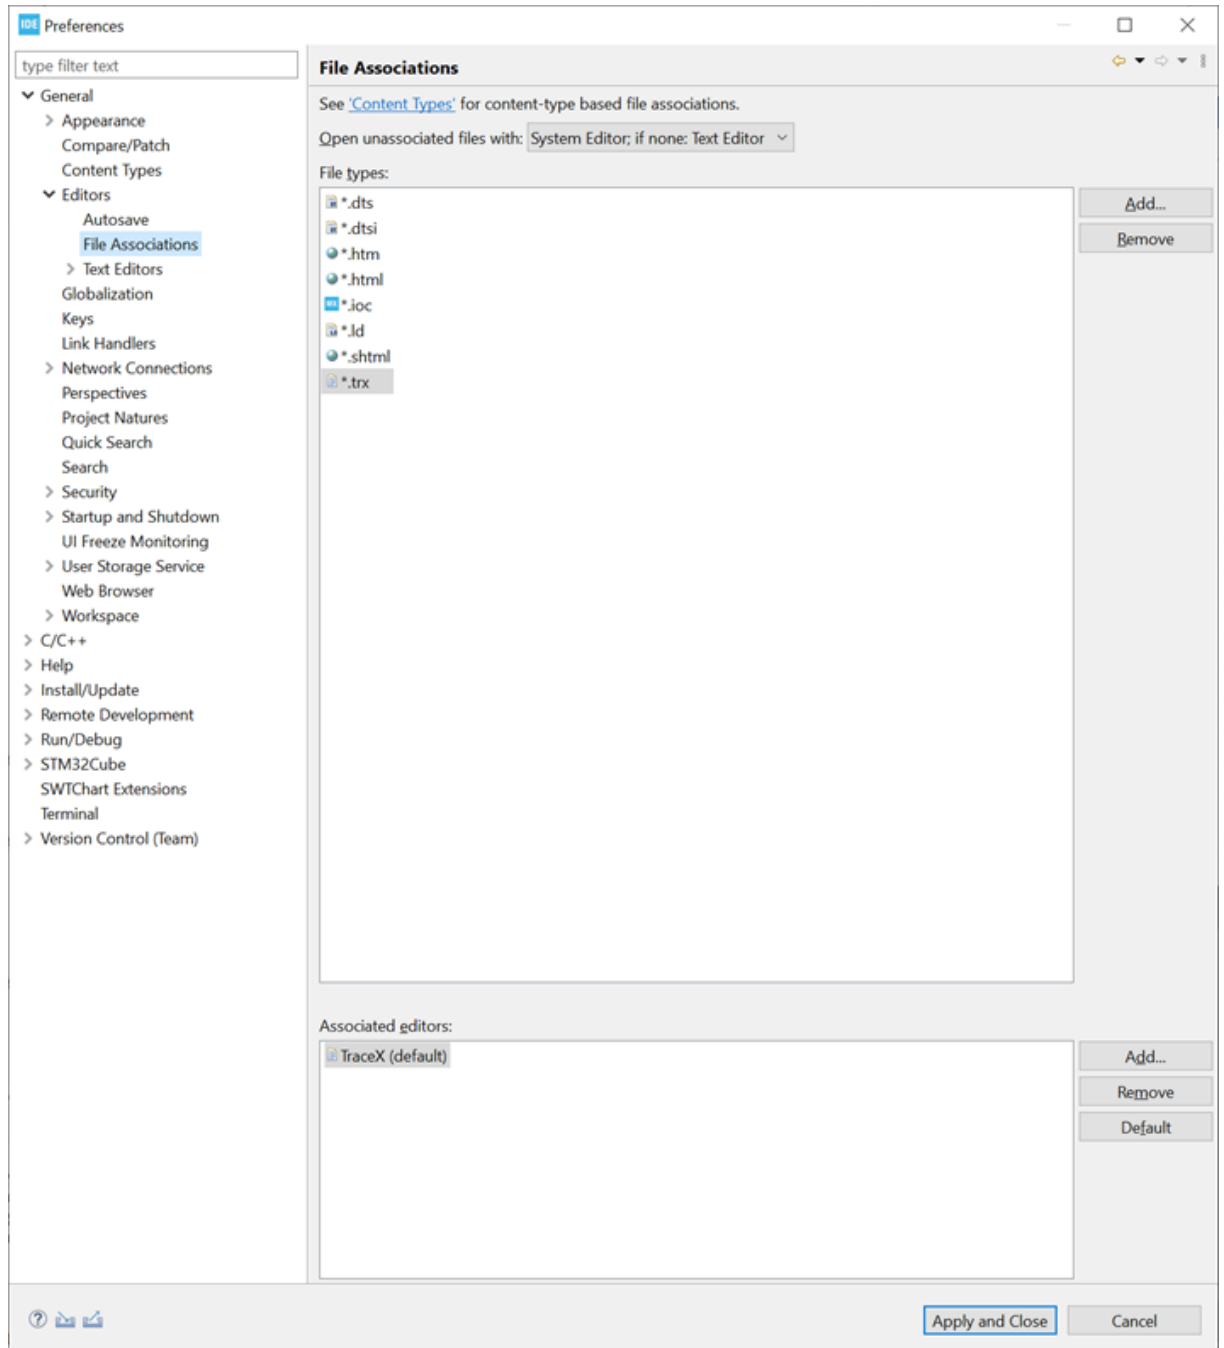 IDE Preferences
type filter text
General
Appearance
Compare/Patch
Content Types
Editors
Autosave
File Associations
Text Editors
Globalization
Keys
Link Handlers
Network Connections
Perspectives
Project Natures
Quick Search
Search
Security
Startup and Shutdown
UI Freeze Monitoring
User Storage Service
Web Browser
Workspace
C/C++
Help
Install/Update
Remote Development
Run/Debug
STM32Cube
SWTChart Extensions
Terminal
Version Control (Team)
File Associations
See 'Content Types' for content-type based file associations.
Open unassociated files with: System Editor; if none: Text Editor
File types:
*.dts
*.dtsi
*.htm
*.html
MX *.ioc
*.ld
*.shtml
*.trx
Add...
Remove
Associated editors:
TraceX (default)
Add...
Remove
Default
Apply and Close
Cancel